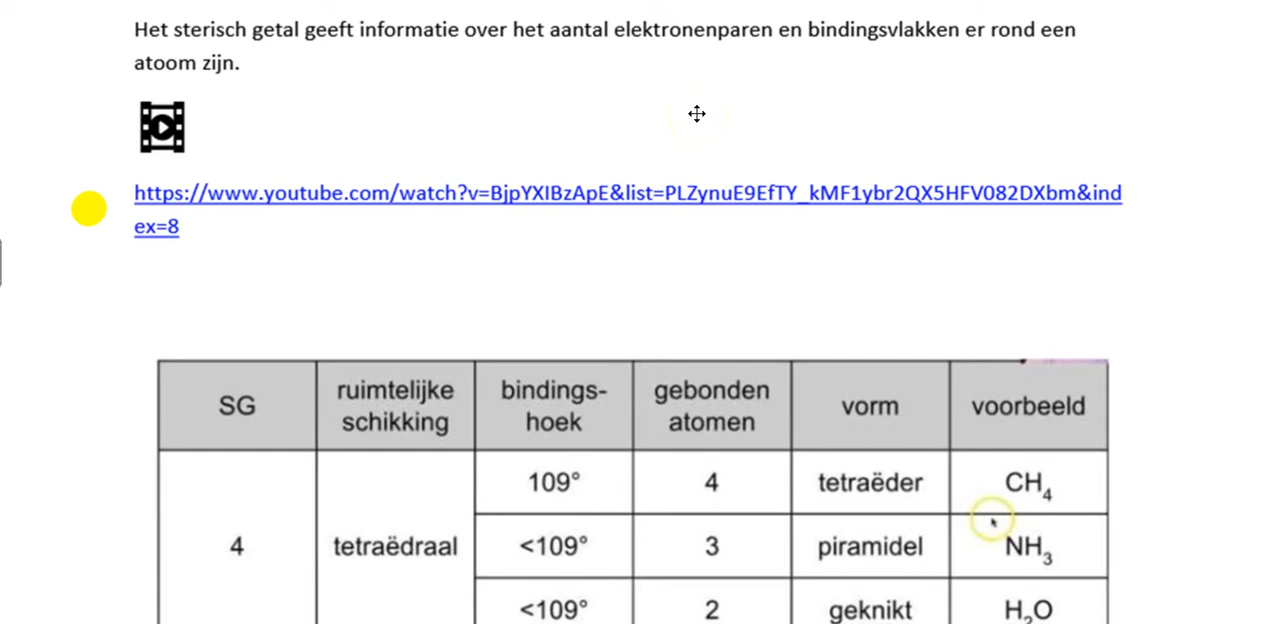 Het sterisch getal geeft informatie over het aantal elektronenparen en bindingsvlakken er rond een
atoom zijn.
https://www.youtube.com/watch?v=BjpYXIBzApE&list=PLZynuE9EfTY_kMF1ybr2QX5HFV082DXbm&ind
ex=8
SG ruimtelijke schikking bindings-hoek gebonden atomen vorm voorbeeld
109° 4 tetraëder CH₄
4 tetraëdraal <109° 3 piramidel NH₃
<109° 2 geknikt H₂O